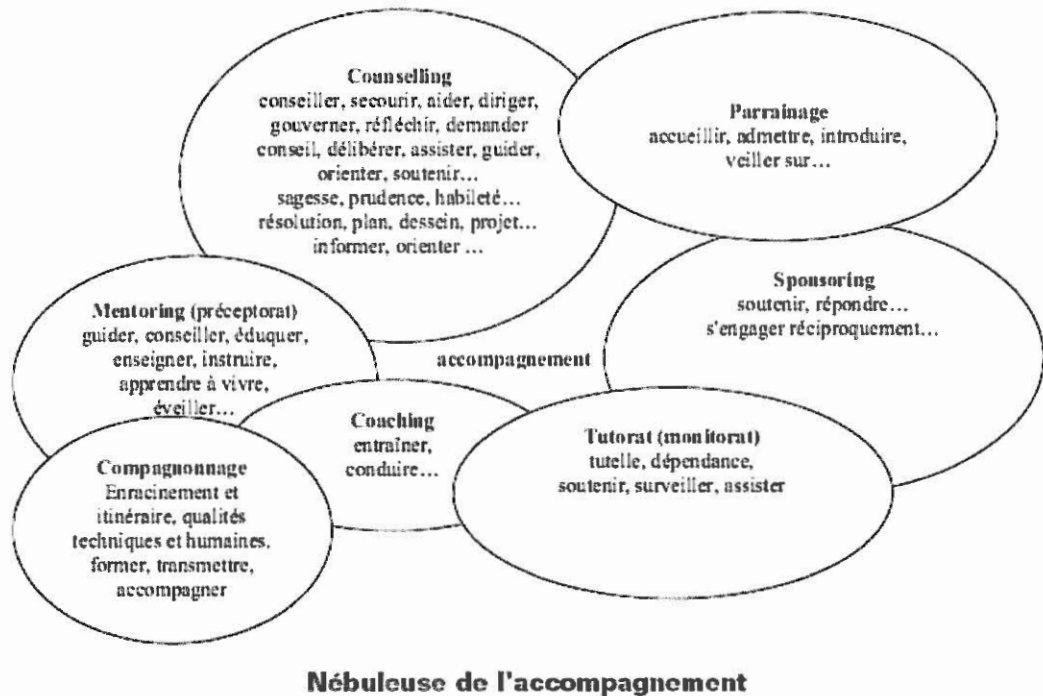 Counselling
conseiller, secourir, aider, diriger,
gouverner, réfléchir, demander
conseil, délibérer, assister, guider,
orienter, soutenir…
sagesse, prudence, habileté…
résolution, plan, dessein, projet…
informer, orienter …
Parrainage
accueillir, admettre, introduire,
veiller sur…
Sponsoring
soutenir, répondre…
s'engager réciproquement…
Mentoring (préceptorat)
guider, conseiller, éduquer,
enseigner, instruire,
apprendre à vivre,
éveiller…
accompagnement
Coaching
entraîner,
conduire…
Tutorat (monitorat)
tutelle, dépendance,
soutenir, surveiller, assister
Compagnonnage
Enracinement et
itinéraire, qualités
techniques et humaines,
former, transmettre,
accompagner
Nébuleuse de l'accompagnement